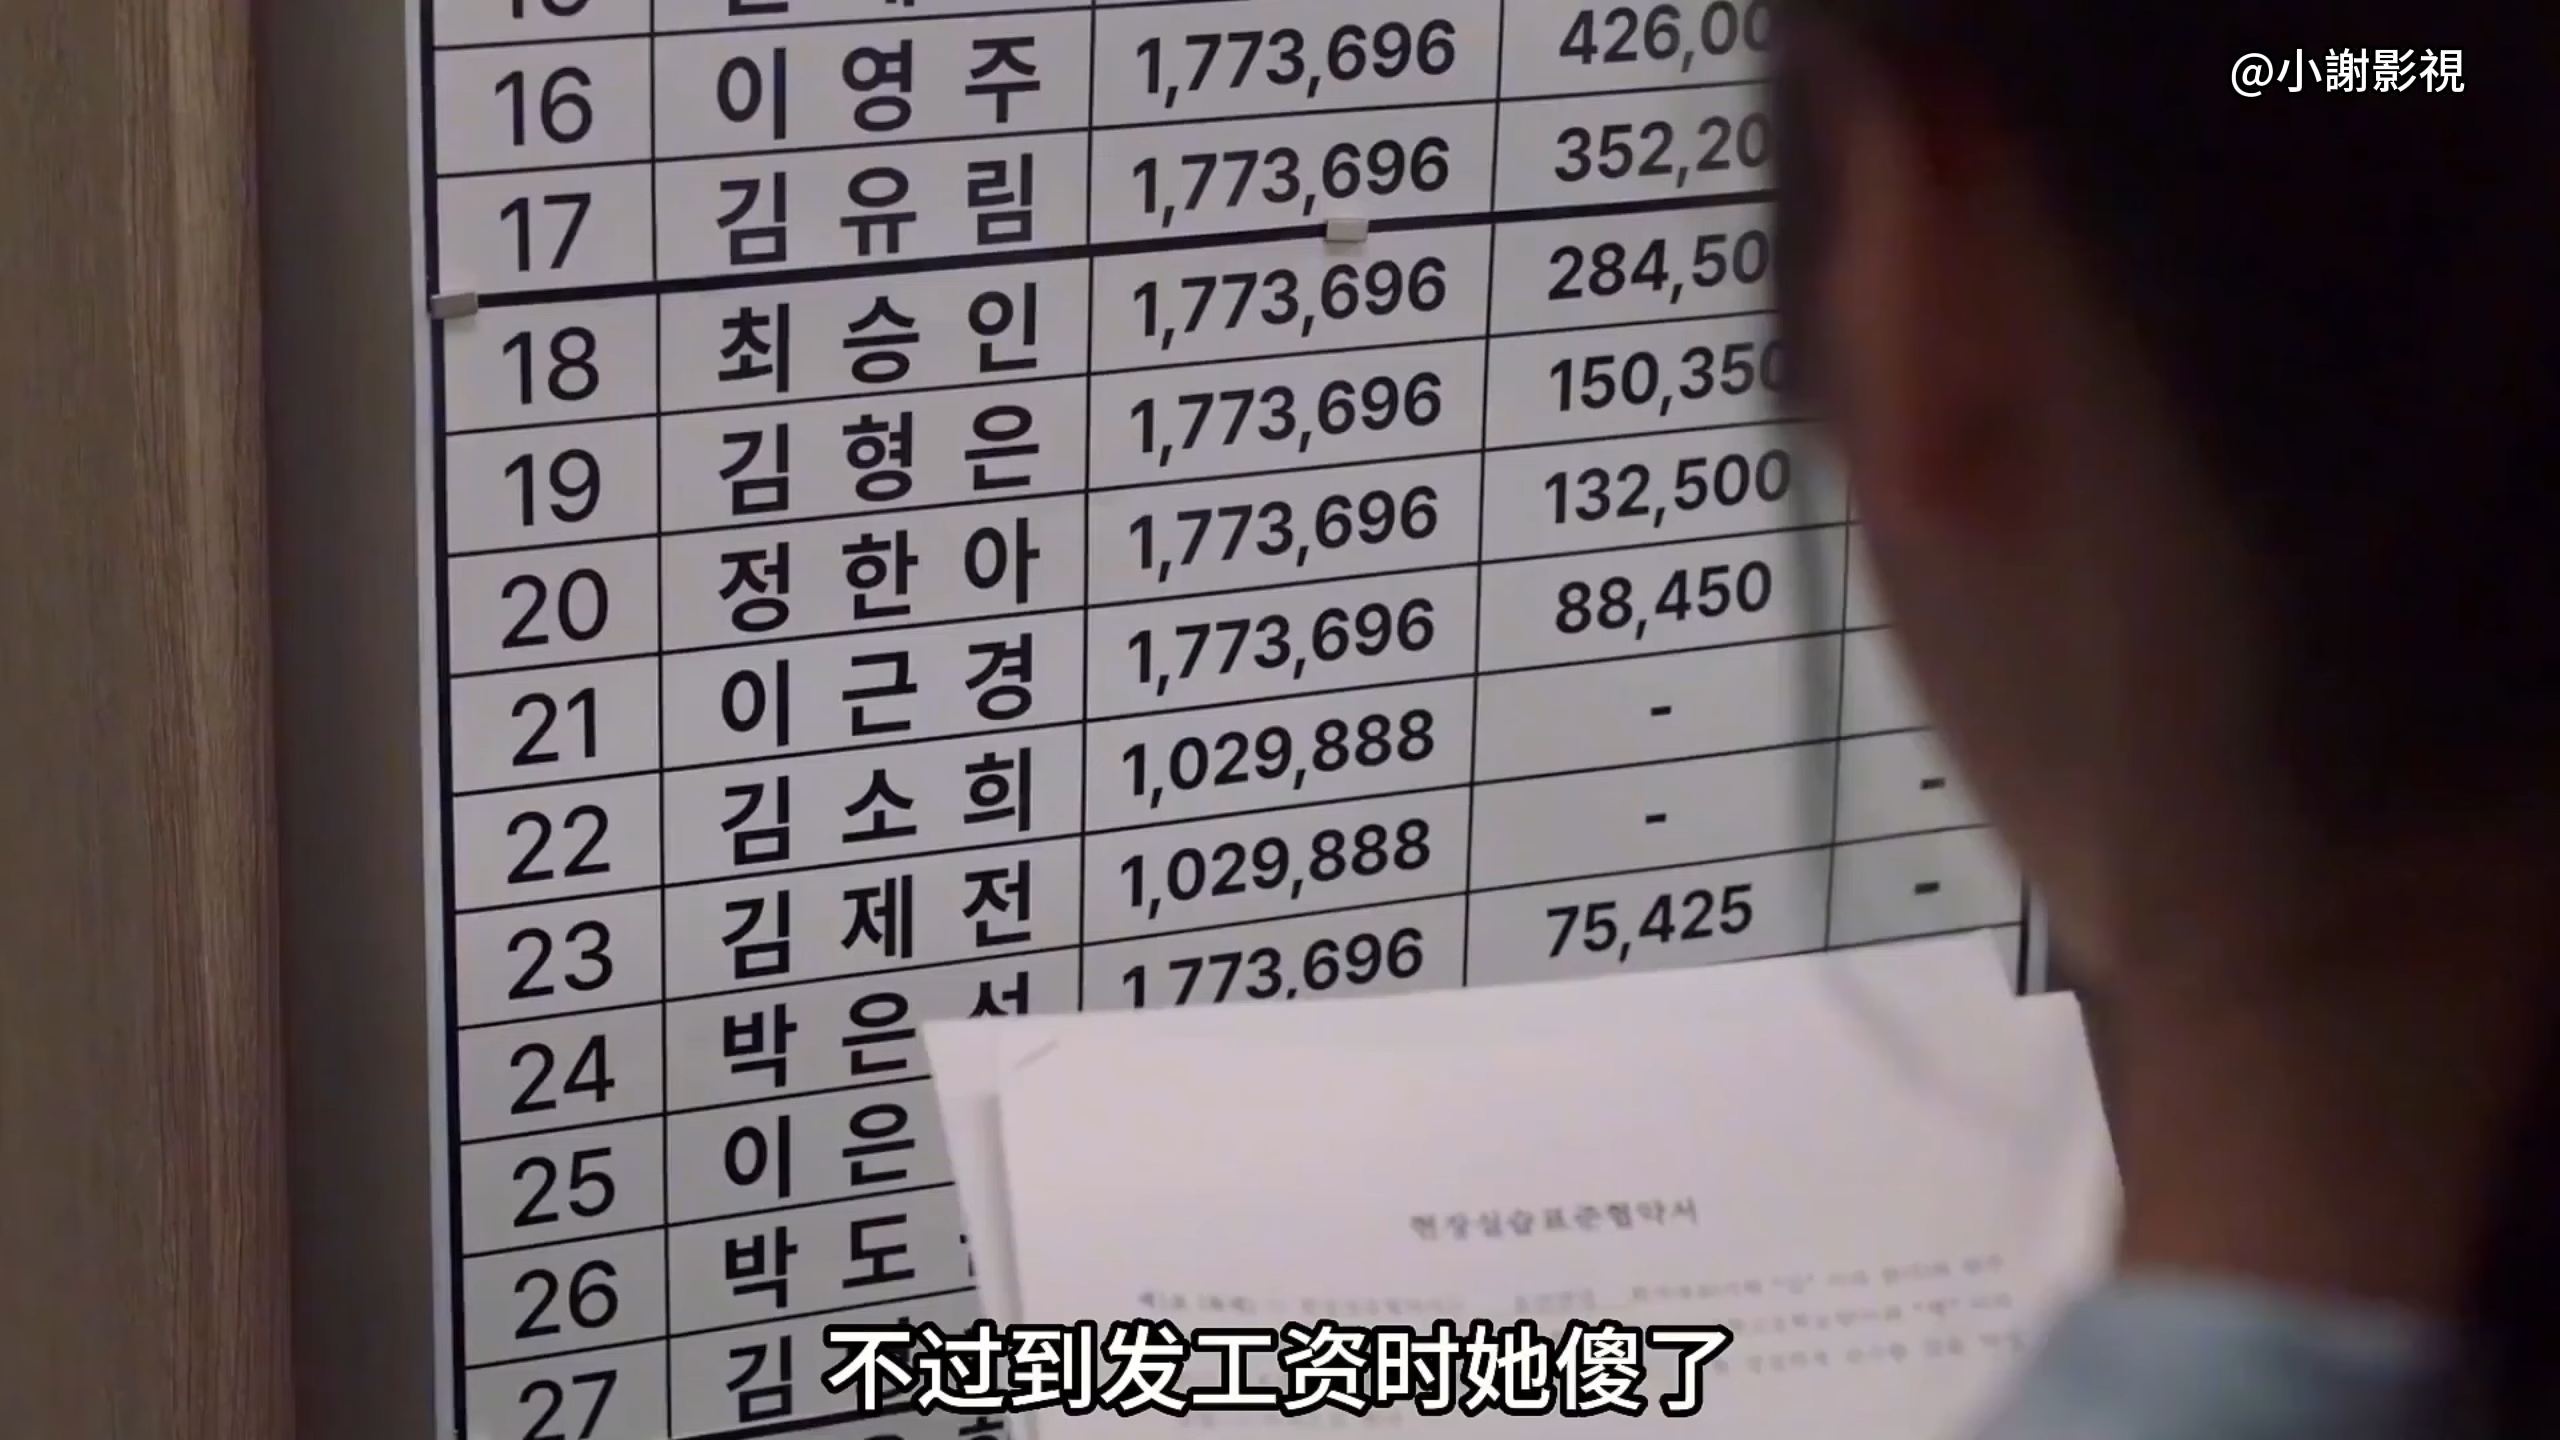 @小謝影視
16 이영주 1,773,696 426,00
17 김유림 1,773,696 352,20
18 최승인 1,773,696 284,50
19 김형은 1,773,696 150,350
20 정한아 1,773,696 132,500
21 이근경 1,773,696 88,450
22 김소희 1,029,888 -
23 김제전 1,029,888 - -
24 박은선 1,773,696 75,425 -
25 이은
26 박도
27 김
현장실습표준협약서
不过到发工资时她傻了